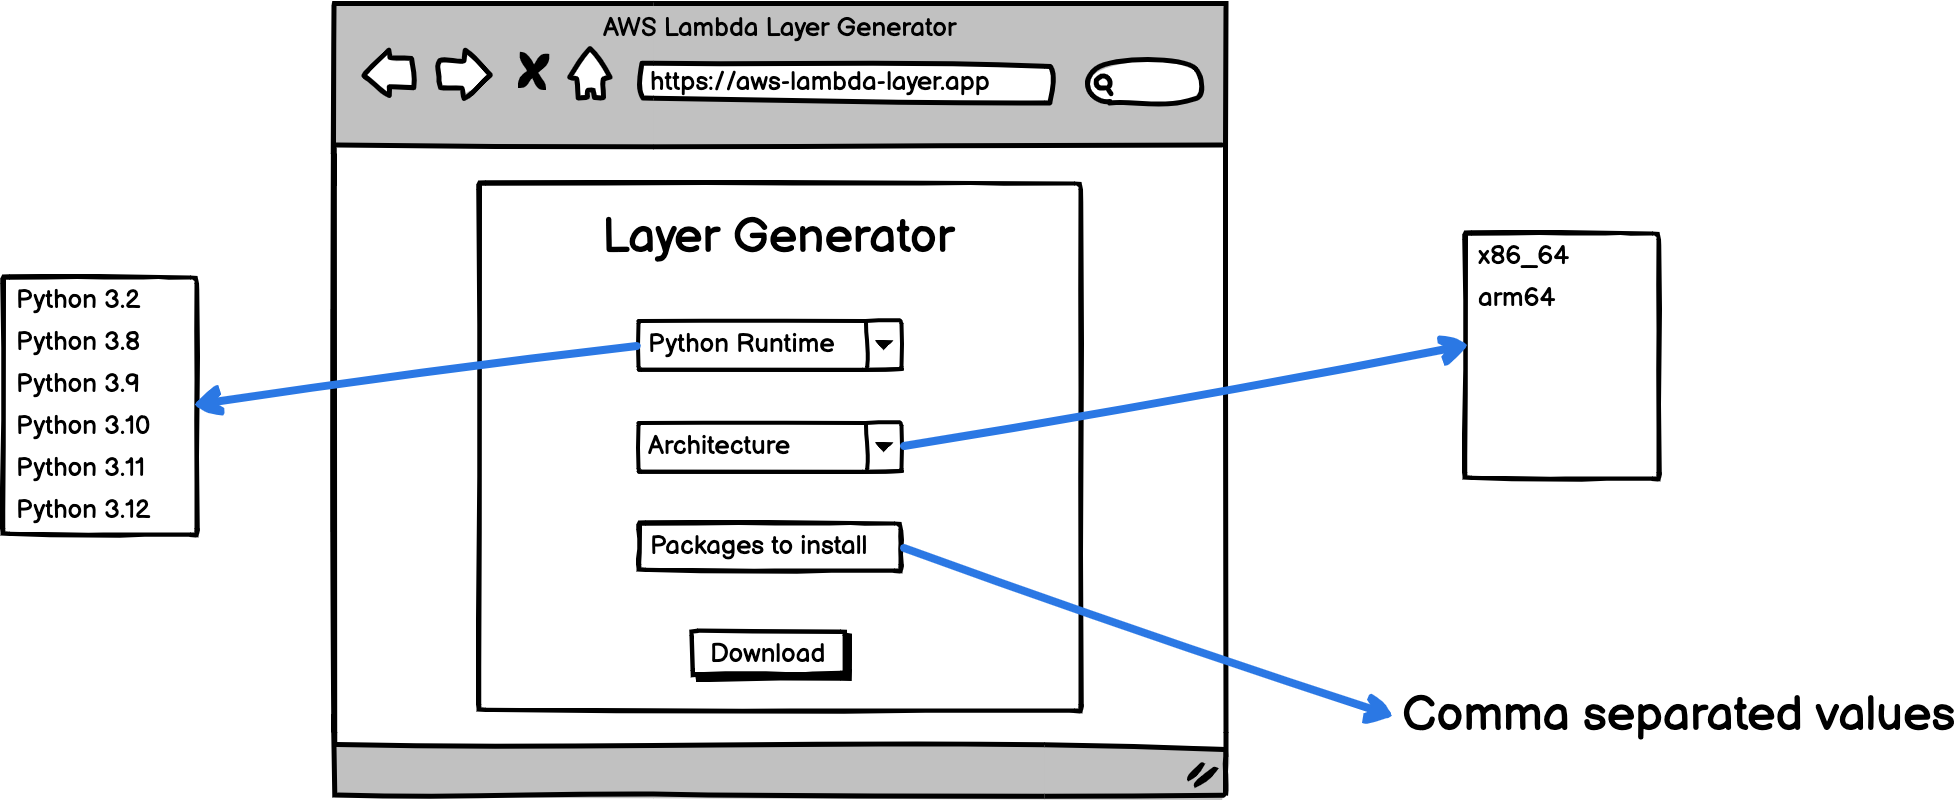 AWS Lambda Layer Generator
https://aws-lambda-layer.app
Layer Generator
Python Runtime
Architecture
Packages to install
Download
Python 3.2
Python 3.8
Python 3.9
Python 3.10
Python 3.11
Python 3.12
x86_64
arm64
Comma separated values